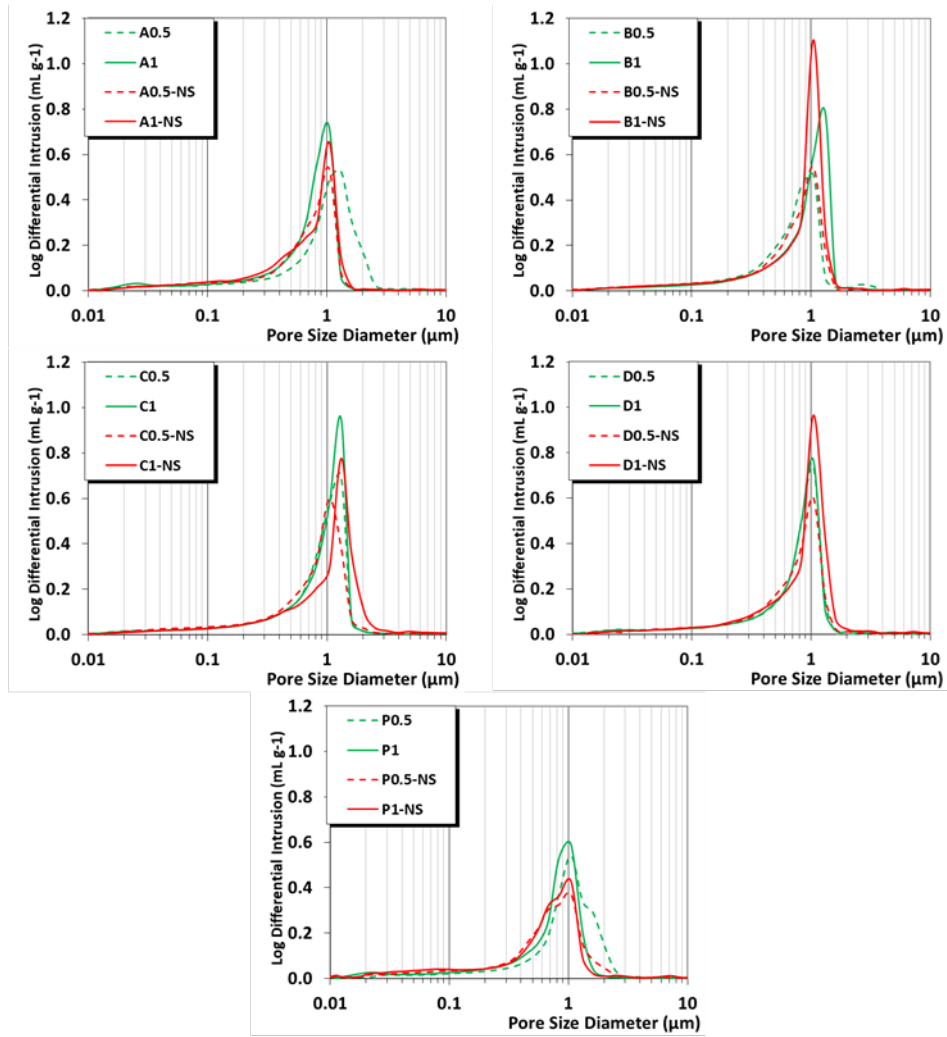 Log Differential Intrusion (mL g-1)
1.2
1.0
0.8
0.6
0.4
0.2
0.0
A0.5
A1
A0.5-NS
A1-NS
0.01
0.1
1
10
Pore Size Diameter (µm)
Log Differential Intrusion (mL g-1)
1.2
1.0
0.8
0.6
0.4
0.2
0.0
B0.5
B1
B0.5-NS
B1-NS
0.01
0.1
1
10
Pore Size Diameter (µm)
Log Differential Intrusion (mL g-1)
1.2
1.0
0.8
0.6
0.4
0.2
0.0
C0.5
C1
C0.5-NS
C1-NS
0.01
0.1
1
10
Pore Size Diameter (µm)
Log Differential Intrusion (mL g-1)
1.2
1.0
0.8
0.6
0.4
0.2
0.0
D0.5
D1
D0.5-NS
D1-NS
0.01
0.1
1
10
Pore Size Diameter (µm)
Log Differential Intrusion (mL g-1)
1.2
1.0
0.8
0.6
0.4
0.2
0.0
P0.5
P1
P0.5-NS
P1-NS
0.01
0.1
1
10
Pore Size Diameter (µm)